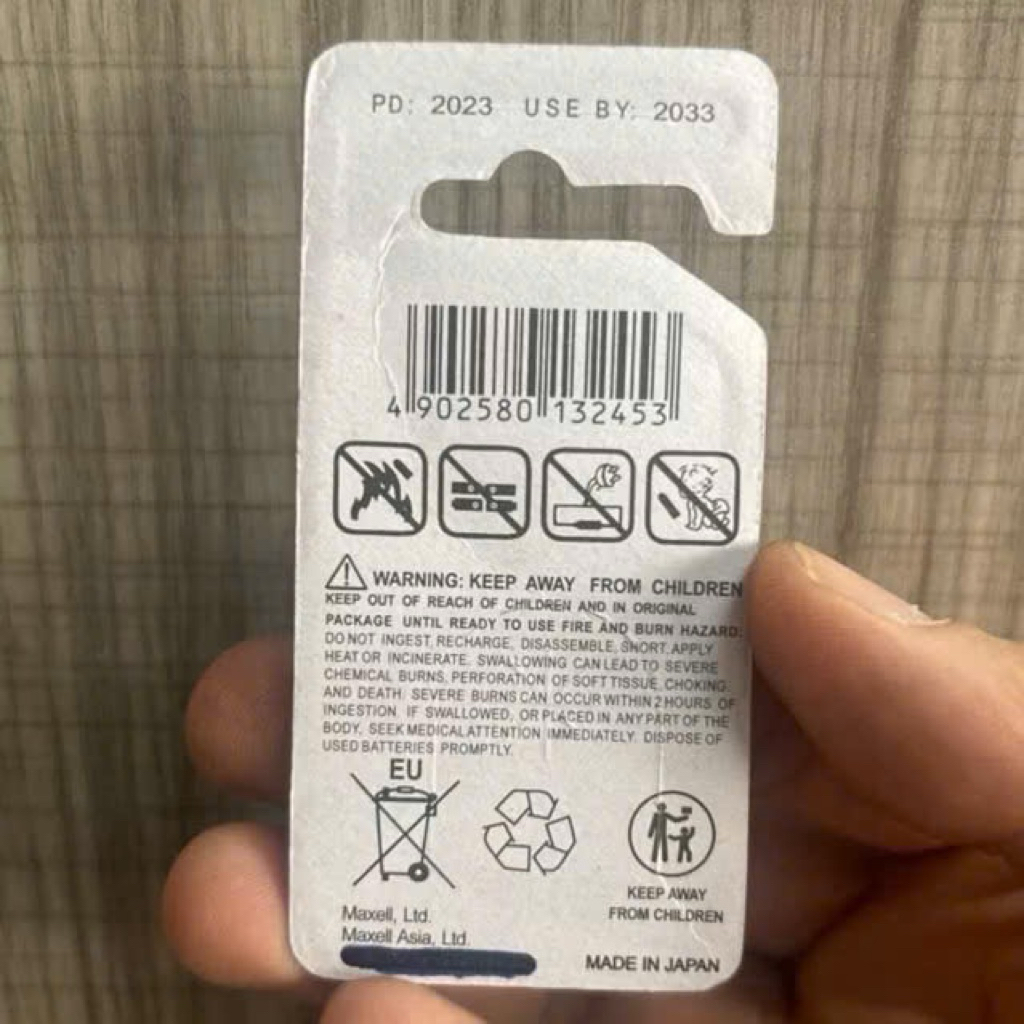 PD: 2023 USE BY: 2033
4 902580 132453
WARNING: KEEP AWAY FROM CHILDREN
KEEP OUT OF REACH OF CHILDREN AND IN ORIGINAL
PACKAGE UNTIL READY TO USE FIRE AND BURN HAZARD:
DO NOT INGEST, RECHARGE, DISASSEMBLE, SHORT, APPLY
HEAT OR INCINERATE. SWALLOWING CAN LEAD TO SEVERE
CHEMICAL BURNS, PERFORATION OF SOFT TISSUE, CHOKING,
AND DEATH. SEVERE BURNS CAN OCCUR WITHIN 2 HOURS OF
INGESTION. IF SWALLOWED, OR PLACED IN ANY PART OF THE
BODY, SEEK MEDICAL ATTENTION IMMEDIATELY. DISPOSE OF
USED BATTERIES PROMPTLY.
EU
KEEP AWAY
FROM CHILDREN
Maxell, Ltd.
Maxell Asia, Ltd.
MADE IN JAPAN